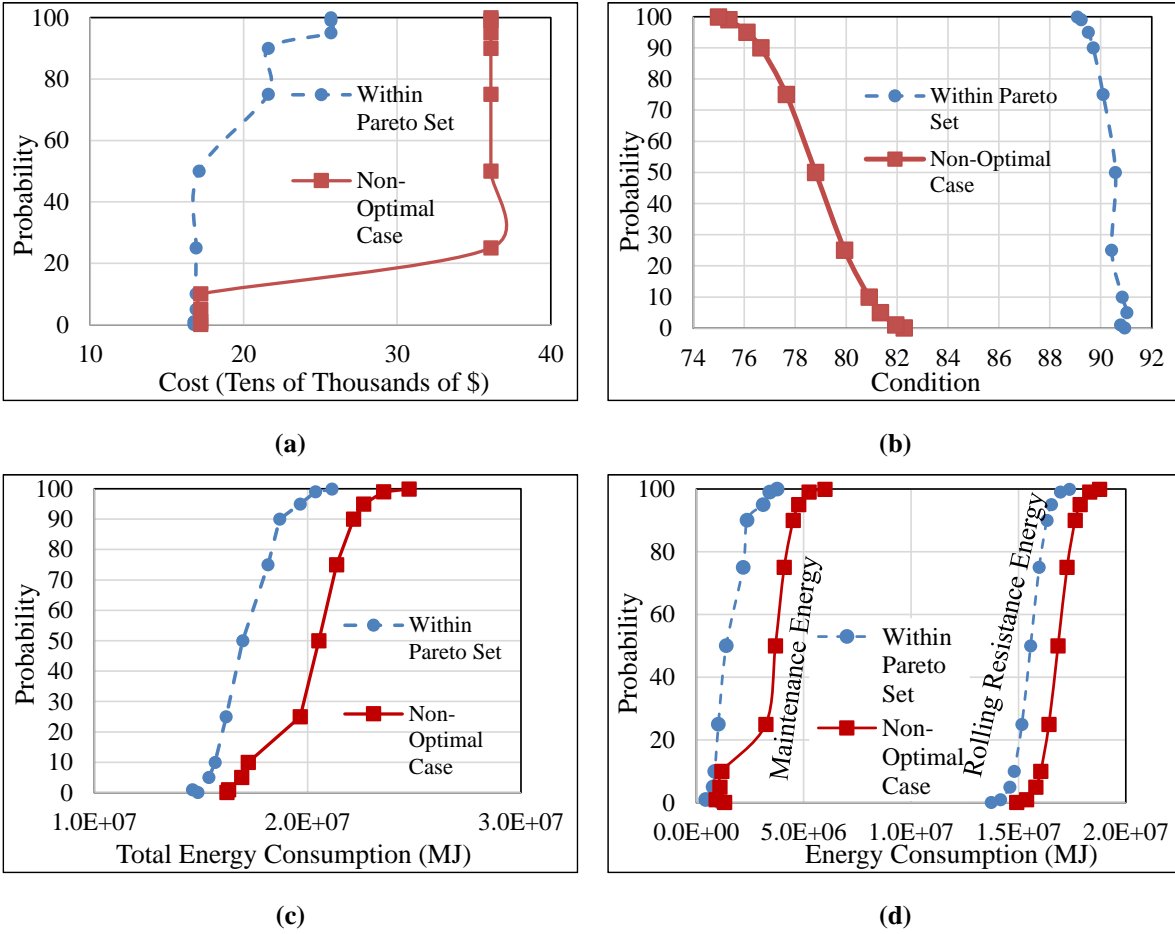 100
80
60
40
20
0
Probability
10
20
30
40
Cost (Tens of Thousands of $)
Within
Pareto Set
Non-
Optimal
Case
(a)
100
90
80
70
60
50
40
30
20
10
0
Probability
74
76
78
80
82
84
86
88
90
92
Condition
Within Pareto
Set
Non-Optimal
Case
(b)
100
90
80
70
60
50
40
30
20
10
0
Probability
1.0E+07
2.0E+07
3.0E+07
Total Energy Consumption (MJ)
Within
Pareto Set
Non-
Optimal
Case
(c)
100
80
60
40
20
0
Probability
0.0E+00
5.0E+06
1.0E+07
1.5E+07
2.0E+07
Energy Consumption (MJ)
Maintenance Energy
Rolling Resistance Energy
Within
Pareto
Set
Non-
Optimal
Case
(d)